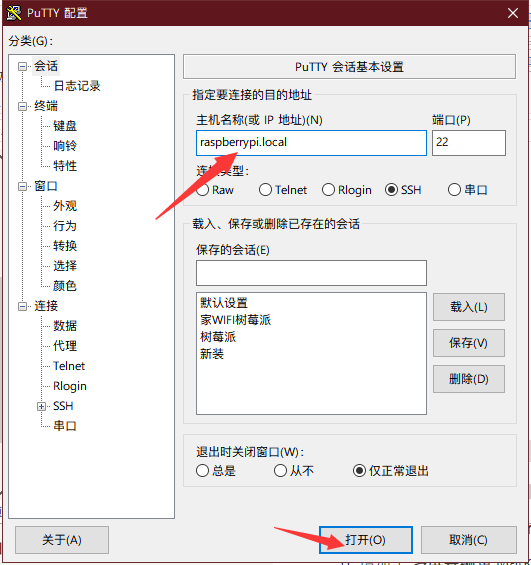 PuTTY 配置
分类(G):
会话
日志记录
终端
键盘
响铃
特性
窗口
外观
行为
转换
选择
颜色
连接
数据
代理
Telnet
Rlogin
SSH
串口
PuTTY 会话基本设置
指定要连接的目的地址
主机名称(或 IP 地址)(N)
端口(P)
raspberrypi.local
22
连接类型:
Raw
Telnet
Rlogin
SSH
串口
载入、保存或删除已存在的会话
保存的会话(E)
默认设置
家WIFI树莓派
树莓派
新装
载入(L)
保存(V)
删除(D)
退出时关闭窗口(W):
总是
从不
仅正常退出
关于(A)
打开(O)
取消(C)